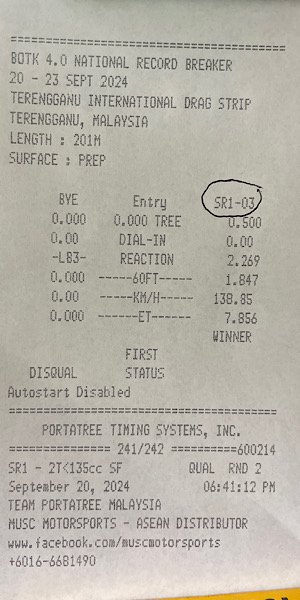 =====================================
BOTK 4.0 NATIONAL RECORD BREAKER
20 - 23 SEPT 2024
TERENGGANU INTERNATIONAL DRAG STRIP
TERENGGANU, MALAYSIA
LENGTH : 201M
SURFACE : PREP
BYE Entry SR1-03
0.000 0.000 TREE 0.500
0.00 DIAL-IN 0.00
-LB3- REACTION 2.269
0.000 ------60FT------ 1.847
0.00 ------KM/H------ 138.85
0.000 ------ET------ 7.856
WINNER
FIRST
DISQUAL STATUS
Autostart Disabled
=====================================
PORTATREE TIMING SYSTEMS, INC.
=============== 241/242 ==========600214
SR1 - 2T<135cc SF QUAL RND 2
September 20, 2024 06:41:12 PM
TEAM PORTATREE MALAYSIA
MUSC MOTORSPORTS - ASEAN DISTRIBUTOR
www.facebook.com/muscmotorsports
+6016-6681490